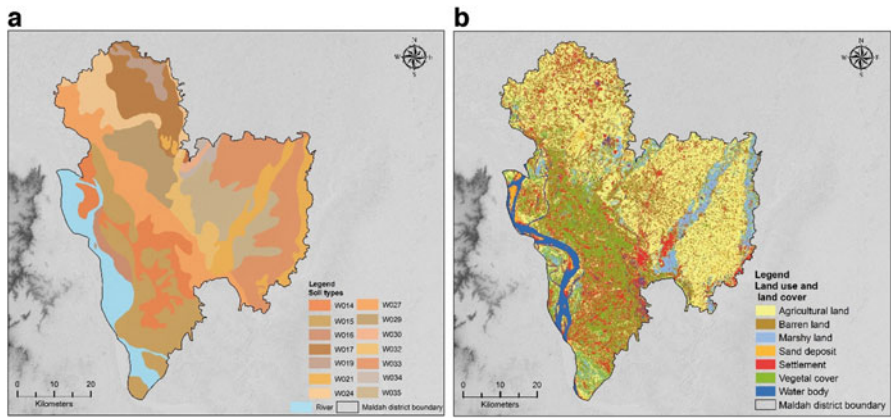 a
N
W E
S
Legend
Soil types
W014 W027
W015 W029
W016 W030
W017 W032
W019 W033
W021 W034
W024 W035
River Maldah district boundary
20 10 0 20
Kilometers
b
N
W E
S
Legend
Land use and
land cover
Agricultural land
Barren land
Marshy land
Sand deposit
Settlement
Vegetal cover
Water body
Maldah district boundary
20 10 0 20
Kilometers